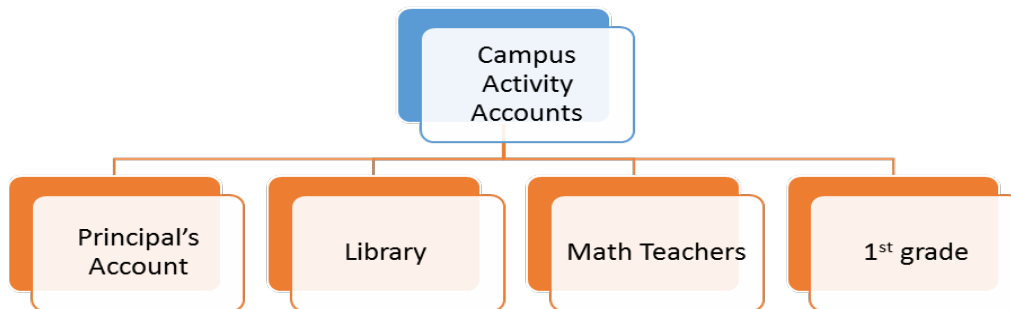 Campus
Activity
Accounts
Principal’s
Account
Library
Math Teachers
1st grade